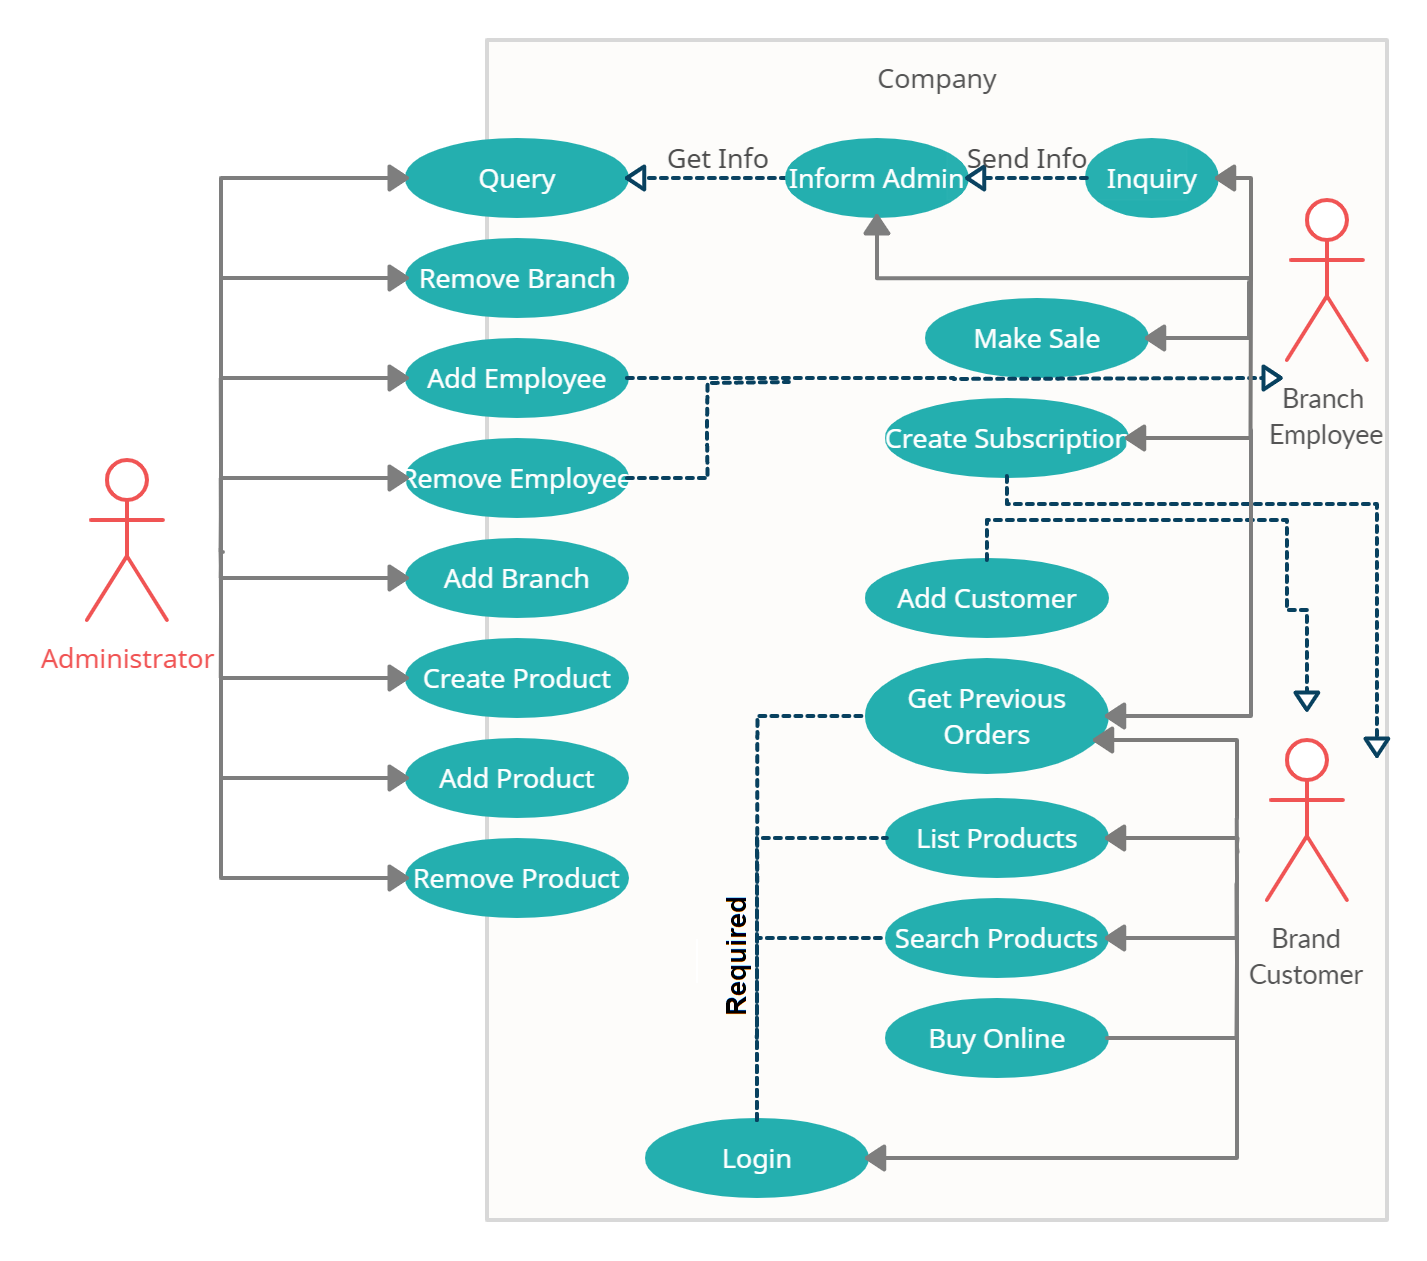 Company
Query
Get Info
Inform Admin
Send Info
Inquiry
Remove Branch
Make Sale
Add Employee
Branch
Employee
Create Subscription
Remove Employee
Add Branch
Add Customer
Administrator
Create Product
Get Previous
Orders
Add Product
List Products
Remove Product
Required
Search Products
Brand
Customer
Buy Online
Login